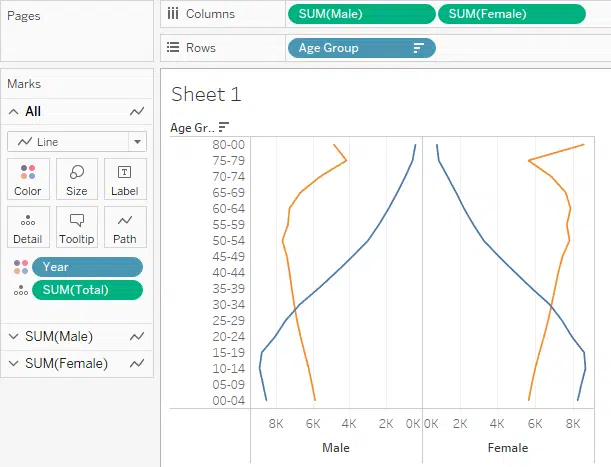 Pages
Columns
SUM(Male)
SUM(Female)
Rows
Age Group
Marks
All
Line
Color
Size
Label
Detail
Tooltip
Path
Year
SUM(Total)
SUM(Male)
SUM(Female)
Sheet 1
Age Gr..
80-00
75-79
70-74
65-69
60-64
55-59
50-54
45-49
40-44
35-39
30-34
25-29
20-24
15-19
10-14
05-09
00-04
8K 6K 4K 2K 0K 0K 2K 4K 6K 8K
Male Female